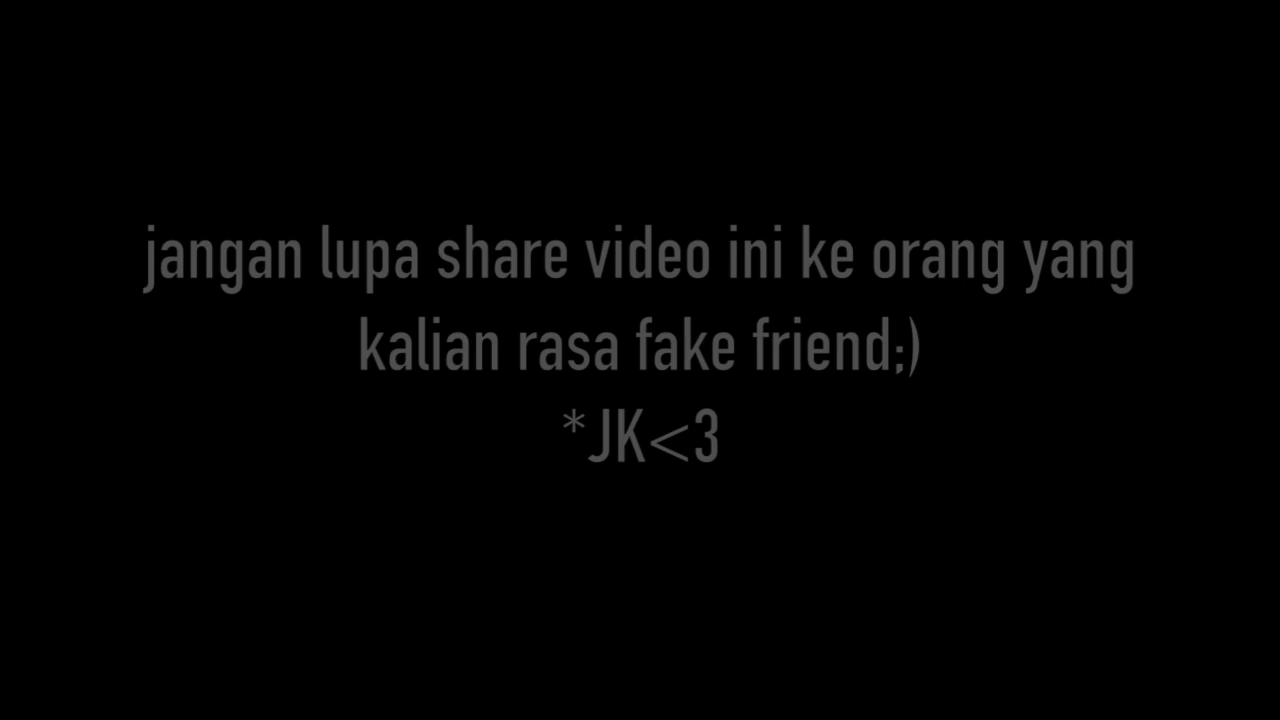 jangan lupa share video ini ke orang yang
kalian rasa fake friend;)
*JK<3